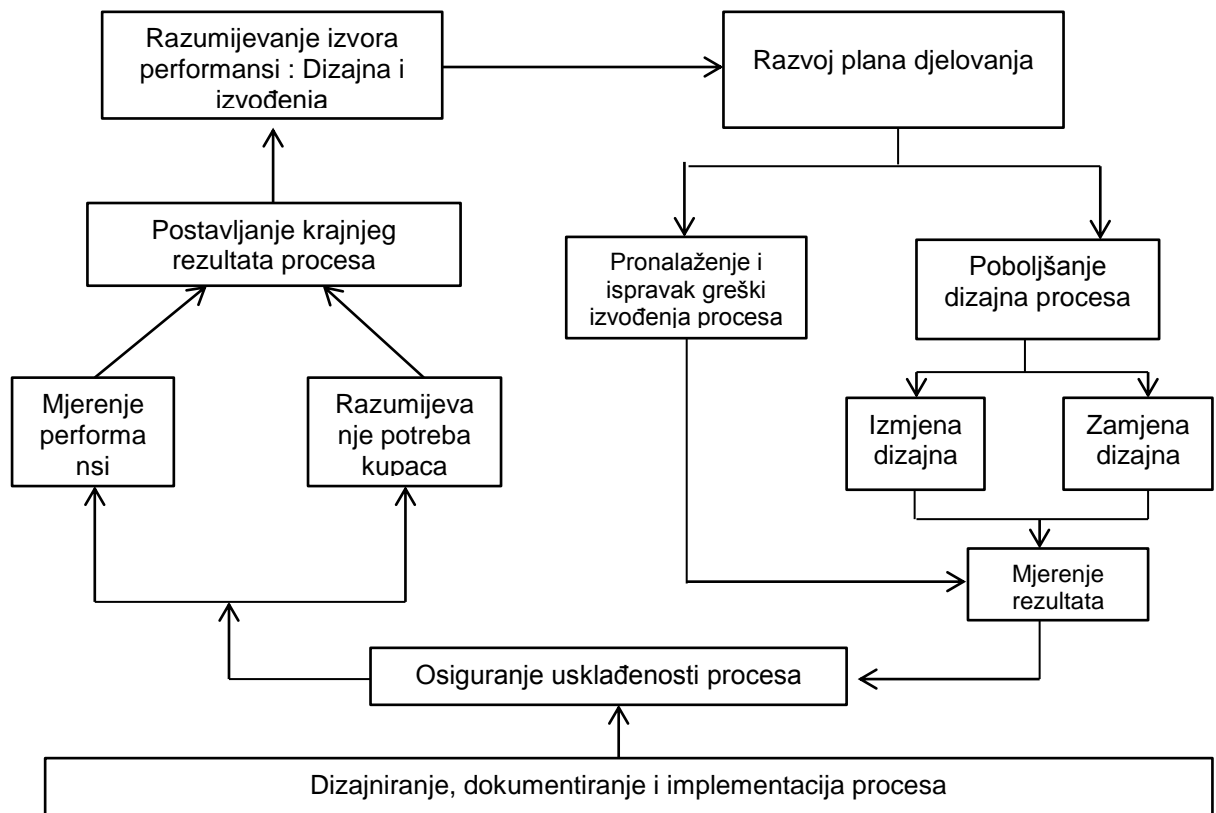 Razumijevanje izvora
performansi : Dizajna i
izvođenja
Razvoj plana djelovanja
Postavljanje krajnjeg
rezultata procesa
Pronalaženje i
ispravak greški
izvođenja procesa
Poboljšanje
dizajna procesa
Mjerenje
performa
nsi
Razumijeva
nje potreba
kupaca
Izmjena
dizajna
Zamjena
dizajna
Mjerenje
rezultata
Osiguranje usklađenosti procesa
Dizajniranje, dokumentiranje i implementacija procesa